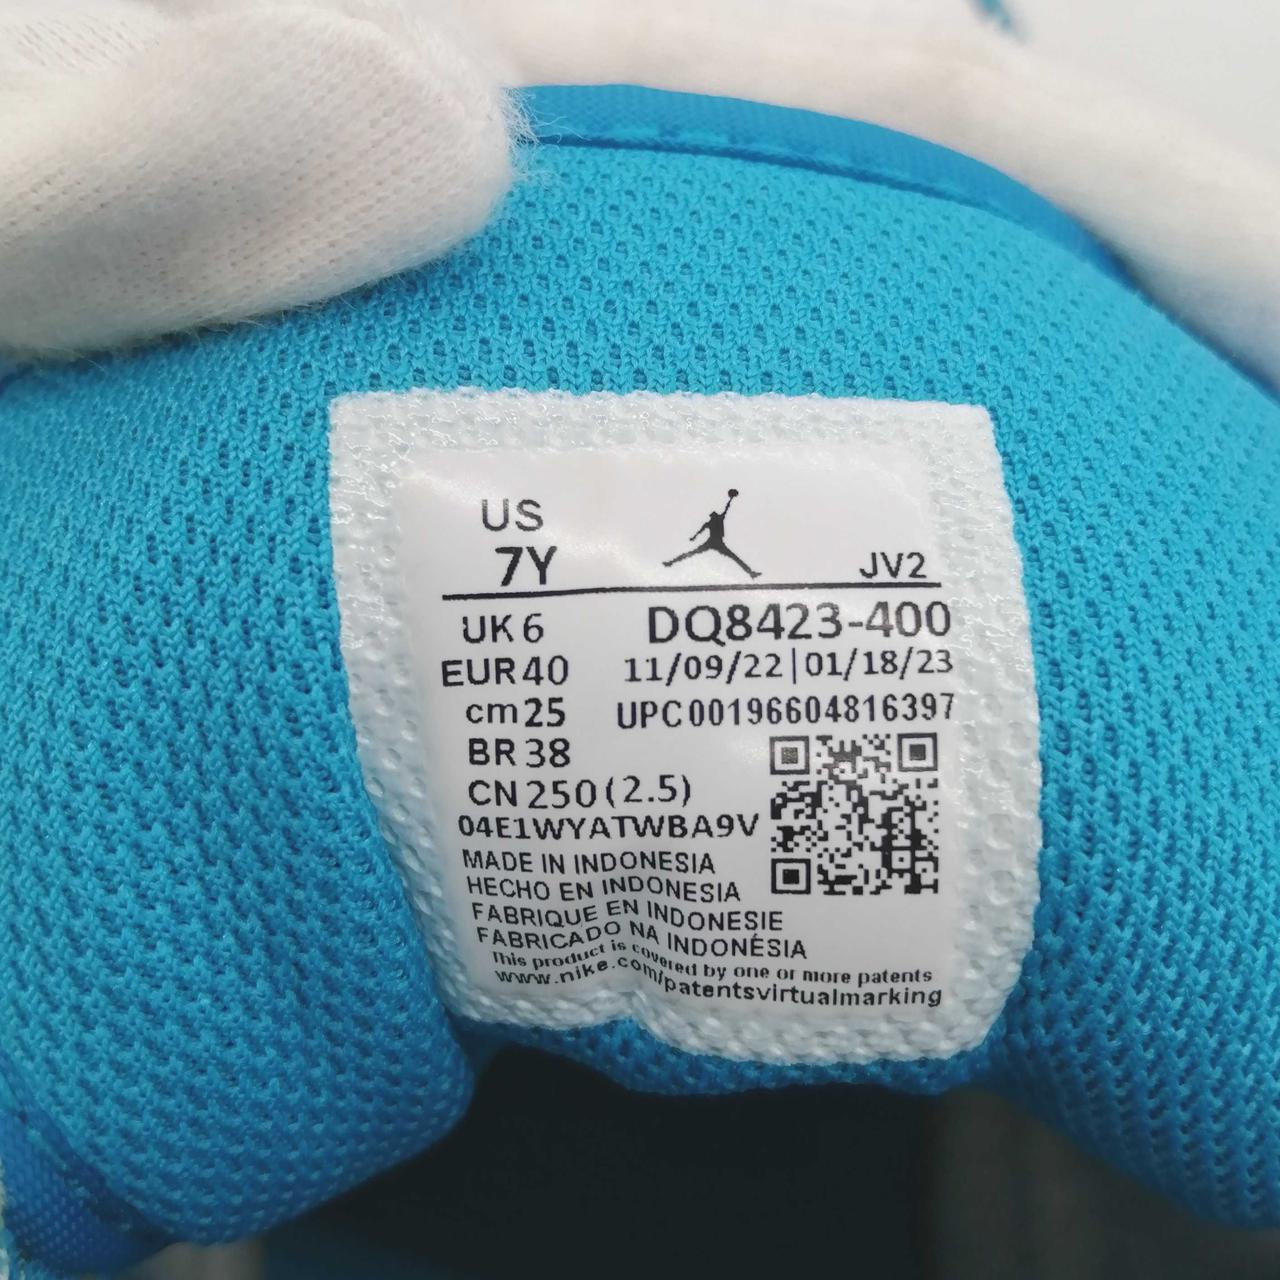 US
7Y JV2
UK 6 DQ8423-400
EUR 40 11/09/22|01/18/23
cm 25 UPC00196604816397
BR 38
CN 250 (2.5)
04E1WYATWBA9V
MADE IN INDONESIA
HECHO EN INDONESIA
FABRIQUE EN INDONESIE
FABRICADO NA INDONÉSIA
This product is covered by one or more patents
www.nike.com/patentsvirtualmarking